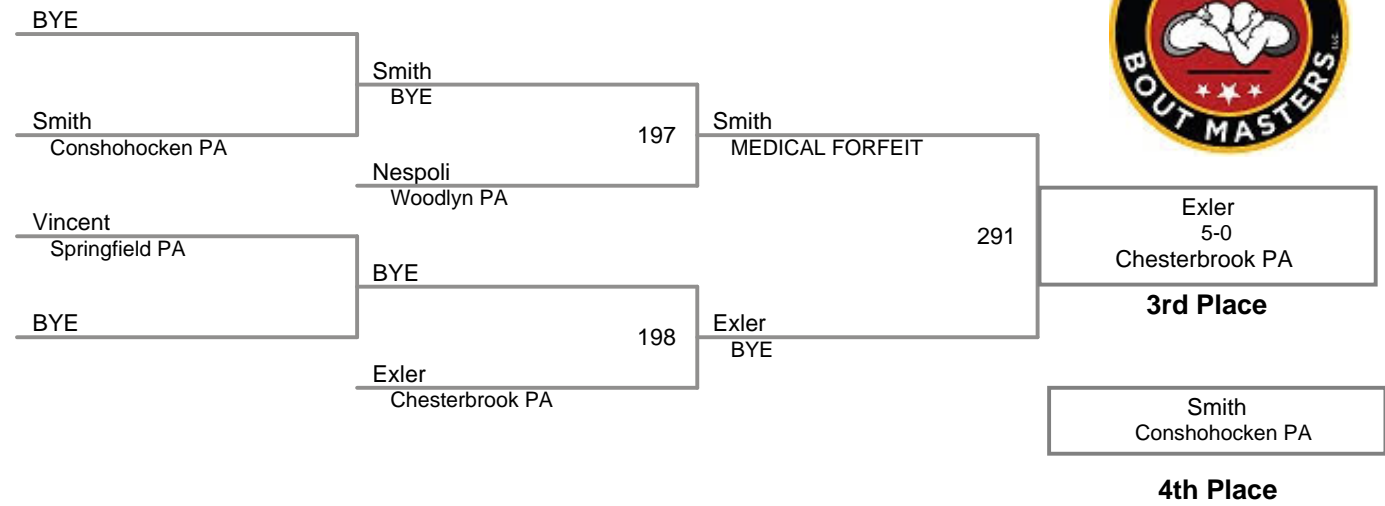 BYE
Smith
BYE
Smith
Conshohocken PA
197
Smith
MEDICAL FORFEIT
Nespoli
Woodlyn PA
Vincent
Springfield PA
291
Exler
5-0
Chesterbrook PA
3rd Place
BYE
BYE
198
Exler
BYE
Exler
Chesterbrook PA
Smith
Conshohocken PA
4th Place
BOUT MASTERS